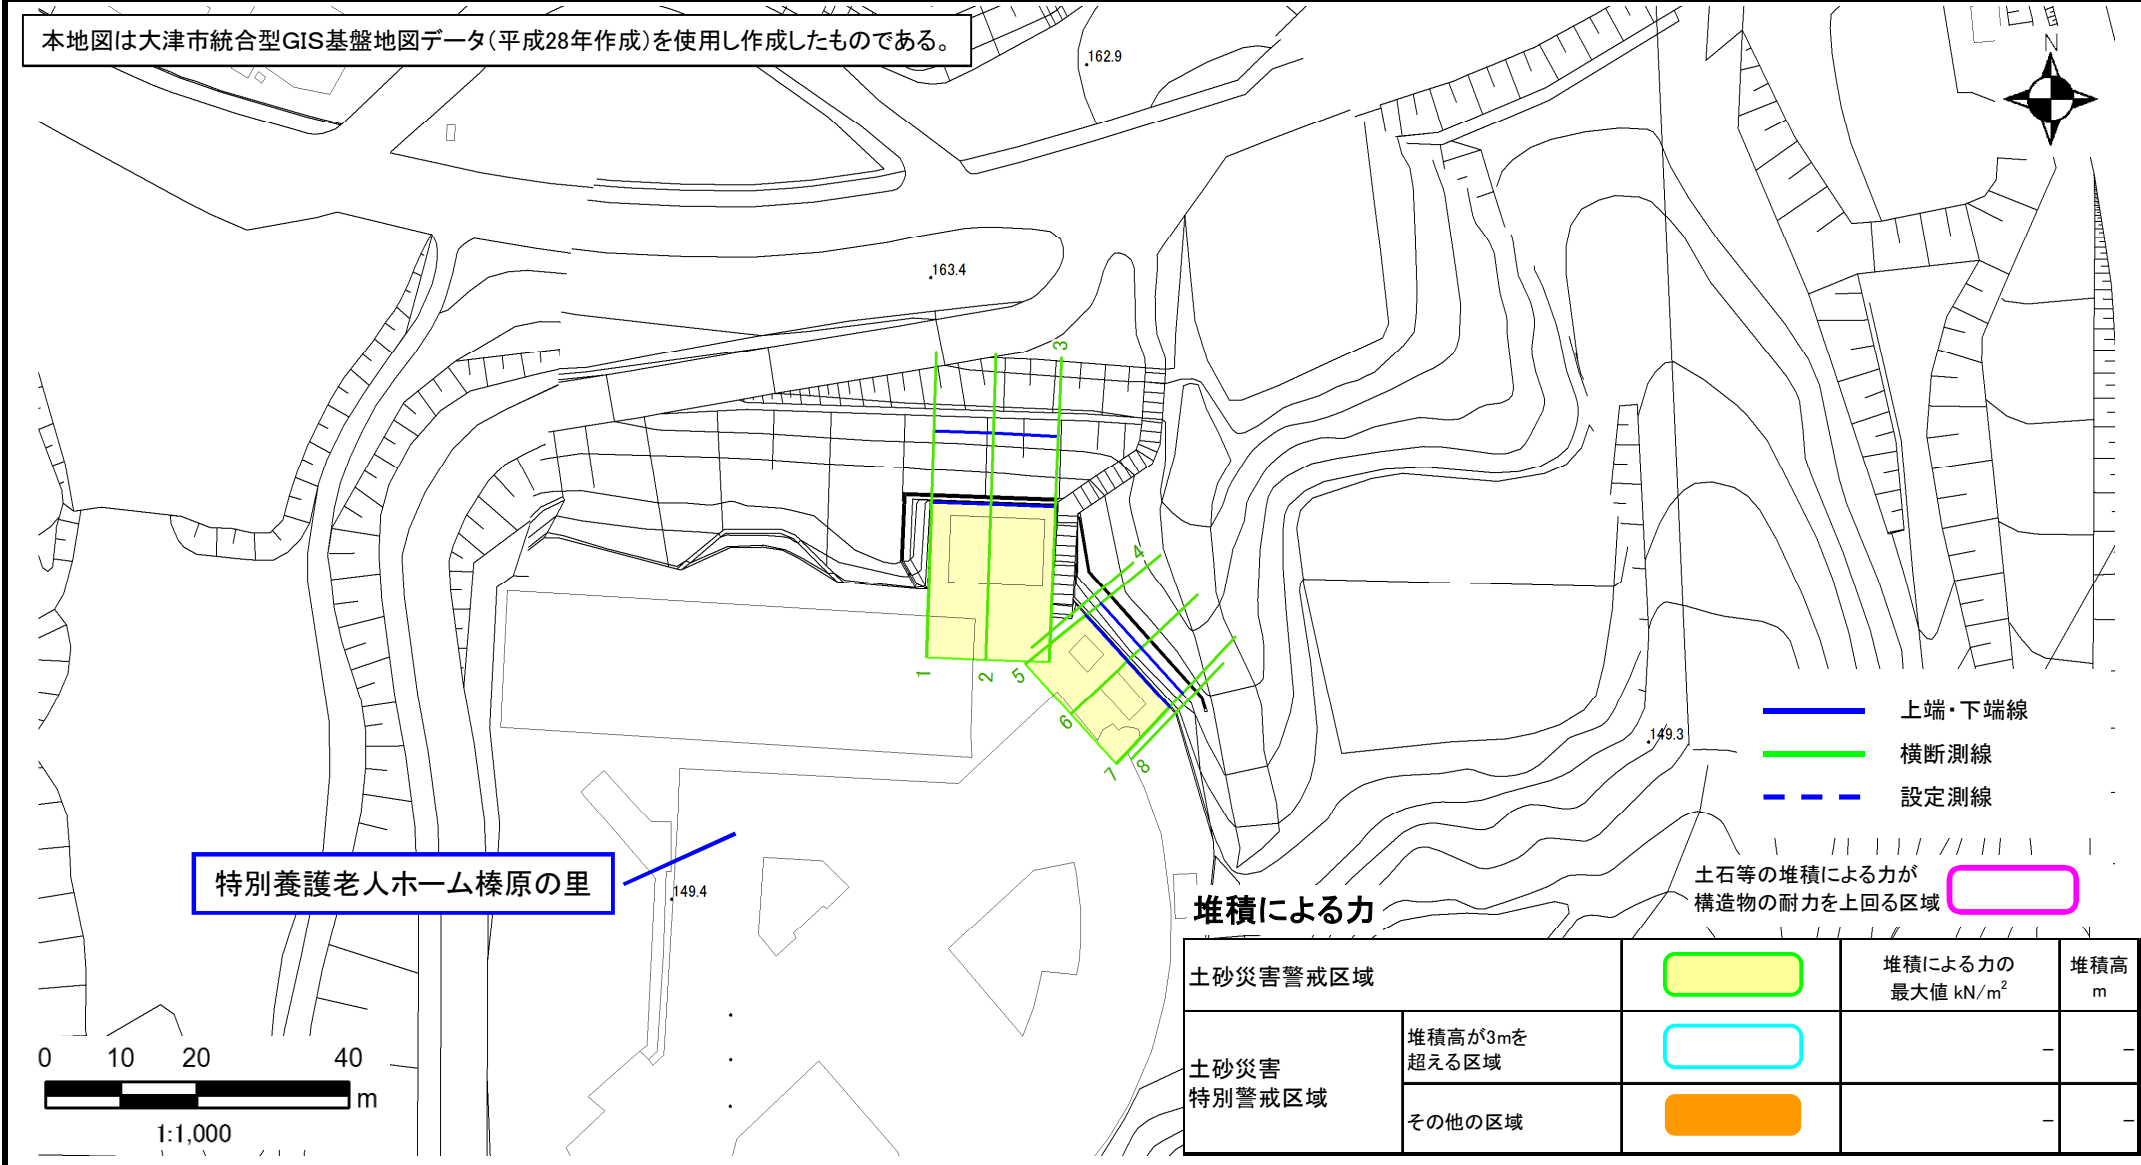 本地図は大津市統合型GIS基盤地図データ(平成28年作成)を使用し作成したものである。
162.9
N
163.4
3
4
1
2
5
6
7
8
上端・下端線
149.3
横断測線
設定測線
特別養護老人ホーム榛原の里
149.4
土石等の堆積による力が
構造物の耐力を上回る区域
堆積による力
土砂災害警戒区域
堆積による力の
最大値 kN/m²
堆積高
m
土砂災害
特別警戒区域
堆積高が3mを
超える区域
－ －
その他の区域
－ －
0 10 20 40
m
1:1,000